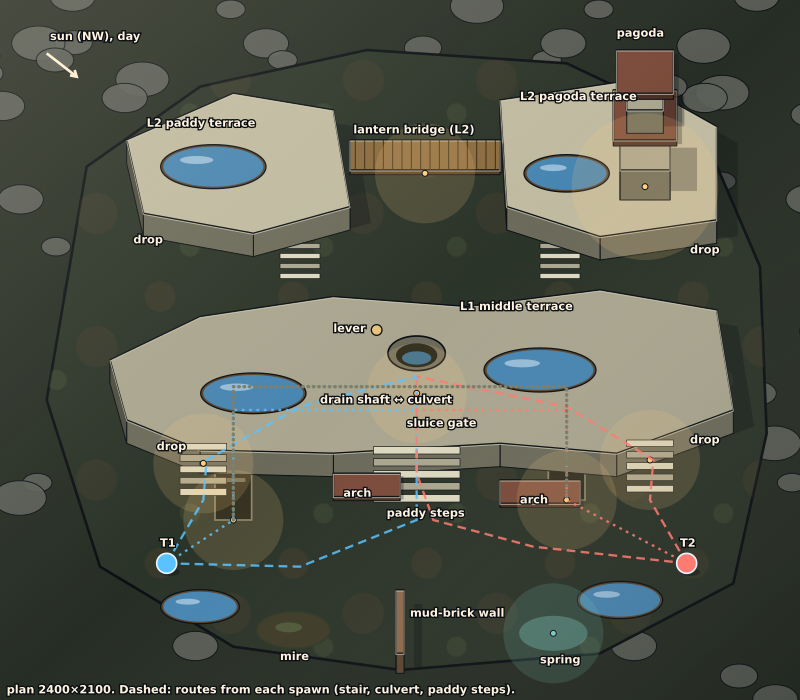 pagoda
sun (NW), day
L2 pagoda terrace
L2 paddy terrace
lantern bridge (L2)
drop
drop
L1 middle terrace
lever
drain shaft ↔ culvert
sluice gate
drop
drop
arch
arch
paddy steps
T1
T2
mud-brick wall
mire
spring
plan 2400×2100. Dashed: routes from each spawn (stair, culvert, paddy steps).